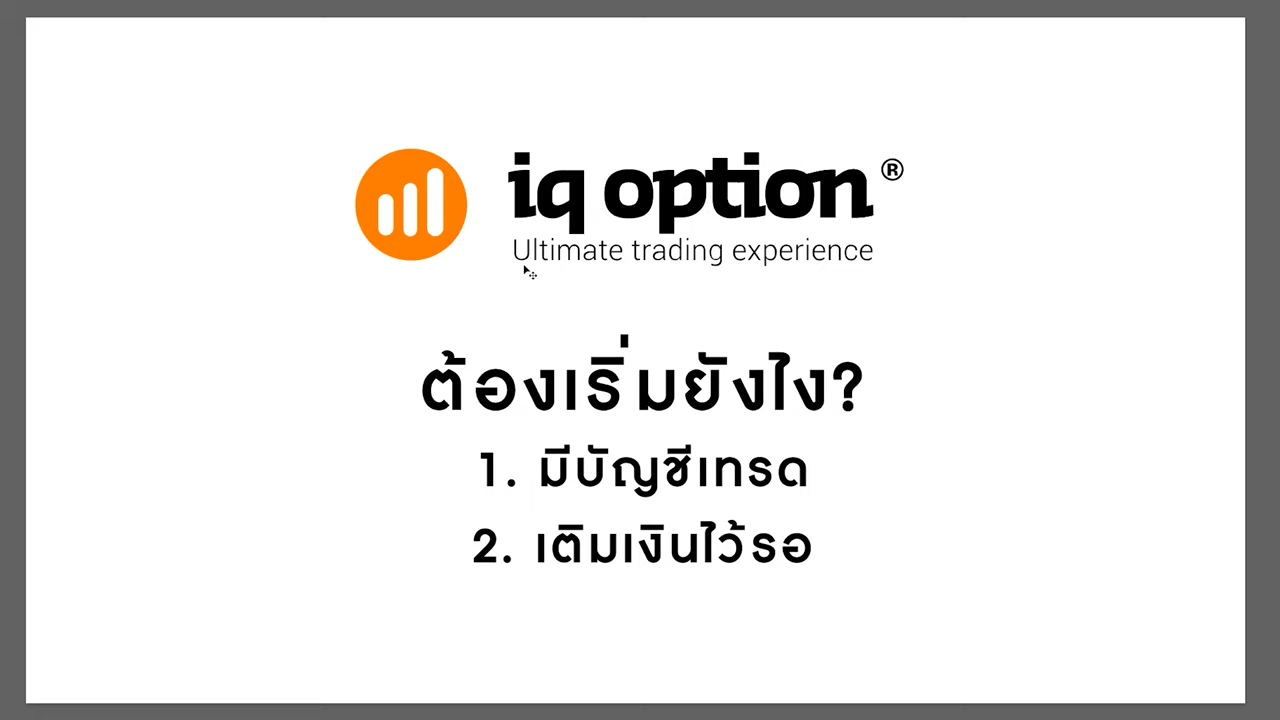 iq option®
Ultimate trading experience
ต้องเริ่มยังไง?
1. มีบัญชีเทรด
2. เติมเงินไว้รอ